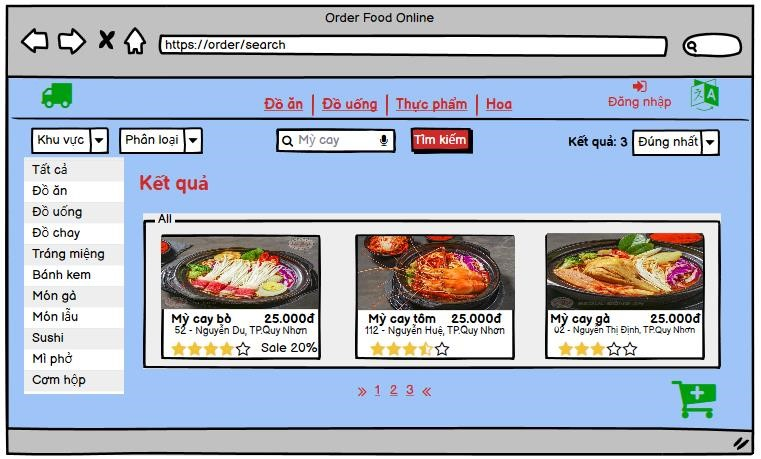 Order Food Online
https://order/search
Đồ ăn
Đồ uống
Thực phẩm
Hoa
Đăng nhập
A
Khu vực
Phân loại
Mỳ cay
Tìm kiếm
Kết quả: 3
Đúng nhất
Tất cả
Đồ ăn
Đồ uống
Đồ chay
Tráng miệng
Bánh kem
Món gà
Món lẩu
Sushi
Mì phở
Cơm hộp
Kết quả
All
Mỳ cay bò 25.000đ
52 - Nguyễn Du, TP.Quy Nhơn
Sale 20%
Mỳ cay tôm 25.000đ
112 - Nguyễn Huệ, TP.Quy Nhơn
Mỳ cay gà 25.000đ
02 - Nguyễn Thị Định, TP.Quy Nhơn
» 1 2 3 «